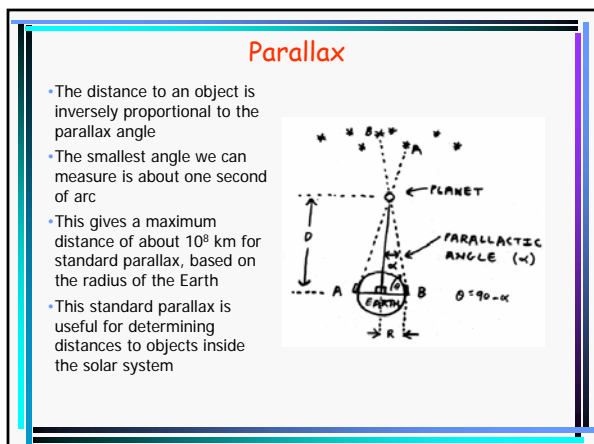 Parallax
•The distance to an object is
inversely proportional to the
parallax angle
•The smallest angle we can
measure is about one second
of arc
•This gives a maximum
distance of about 10⁸ km for
standard parallax, based on
the radius of the Earth
•This standard parallax is
useful for determining
distances to objects inside
the solar system
B
A
PLANET
D
PARALLACTIC
ANGLE (α)
α
θ
A
B
θ=90-α
EARTH
R